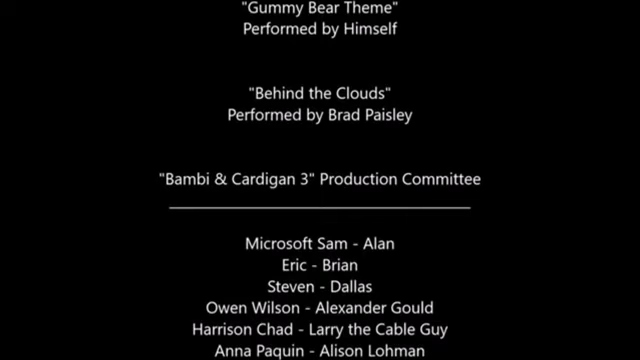 "Gummy Bear Theme"
Performed by Himself
"Behind the Clouds"
Performed by Brad Paisley
"Bambi & Cardigan 3" Production Committee
Microsoft Sam - Alan
Eric - Brian
Steven - Dallas
Owen Wilson - Alexander Gould
Harrison Chad - Larry the Cable Guy
Anna Paquin - Alison Lohman